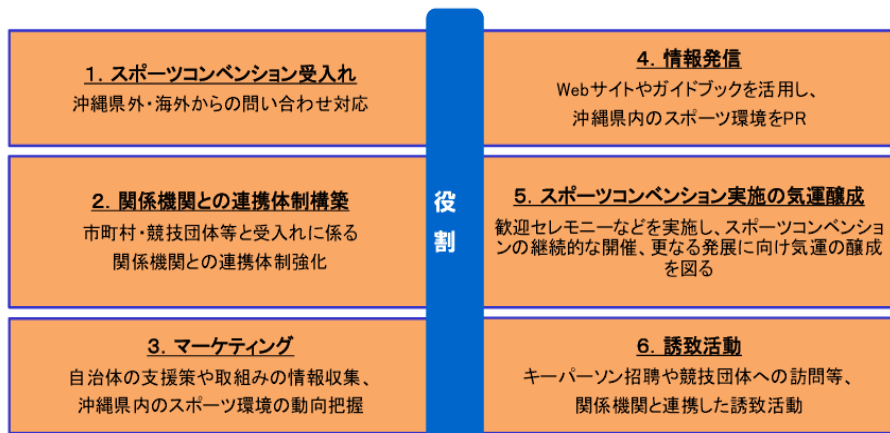 1. スポーツコンベンション受入れ
沖縄県外・海外からの問い合わせ対応
2. 関係機関との連携体制構築
市町村・競技団体等と受入れに係る
関係機関との連携体制強化
3. マーケティング
自治体の支援策や取組みの情報収集、
沖縄県内のスポーツ環境の動向把握
役
割
4. 情報発信
Webサイトやガイドブックを活用し、
沖縄県内のスポーツ環境をPR
5. スポーツコンベンション実施の気運醸成
歓迎セレモニーなどを実施し、スポーツコンベンショ
ンの継続的な開催、更なる発展に向け気運の醸成
を図る
6. 誘致活動
キーパーソン招聘や競技団体への訪問等、
関係機関と連携した誘致活動